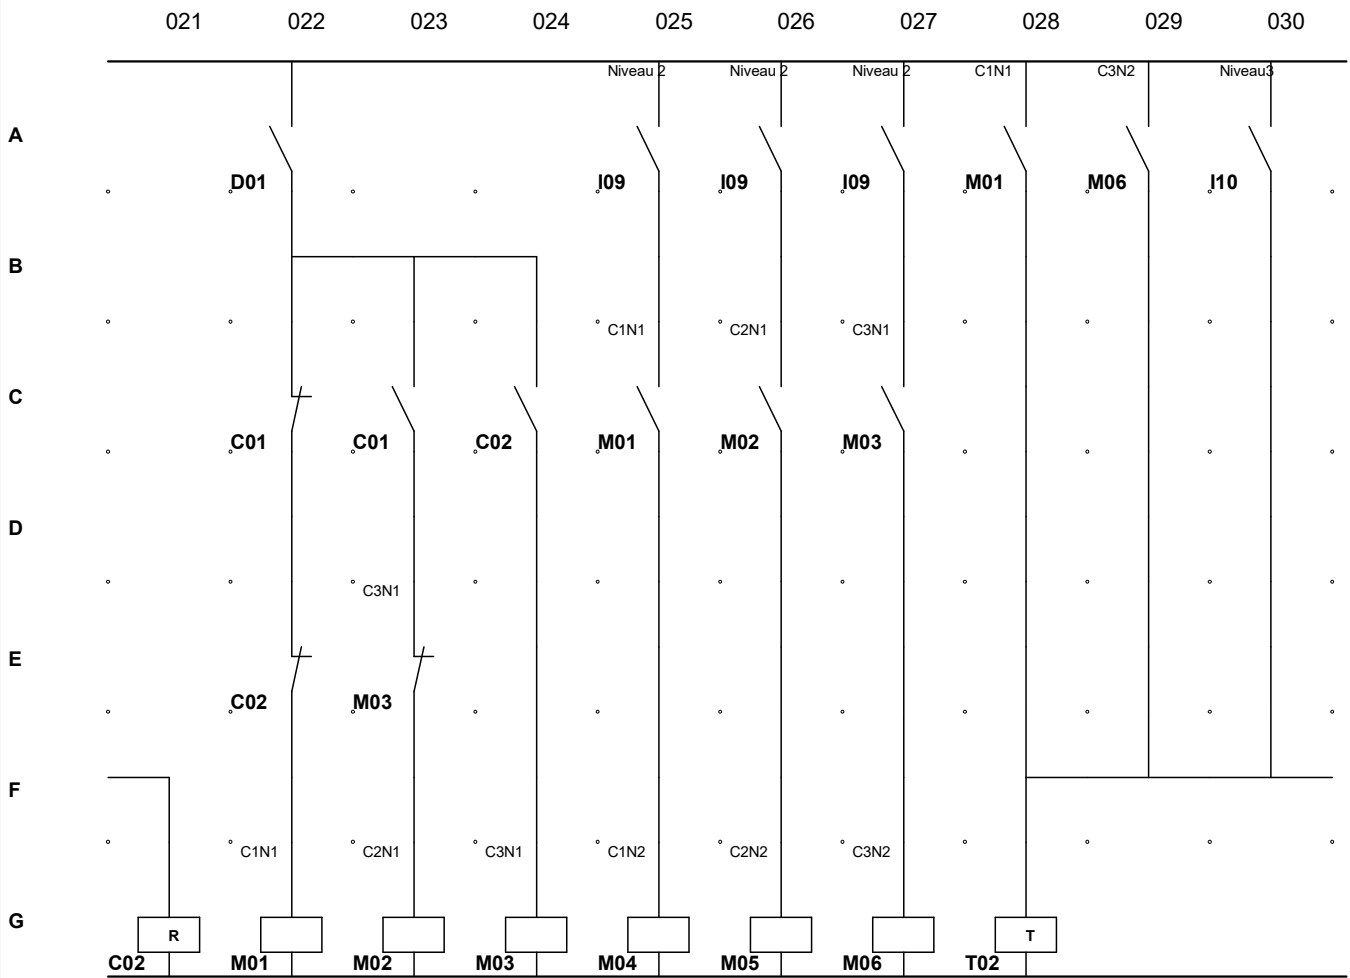 021 022 023 024 025 026 027 028 029 030
Niveau 2 Niveau 2 Niveau 2 C1N1 C3N2 Niveau3
A
D01 I09 I09 I09 M01 M06 I10
B
C1N1 C2N1 C3N1
C
C01 C01 C02 M01 M02 M03
D
C3N1
E
C02 M03
F
C1N1 C2N1 C3N1 C1N2 C2N2 C3N2
G
R T
C02 M01 M02 M03 M04 M05 M06 T02